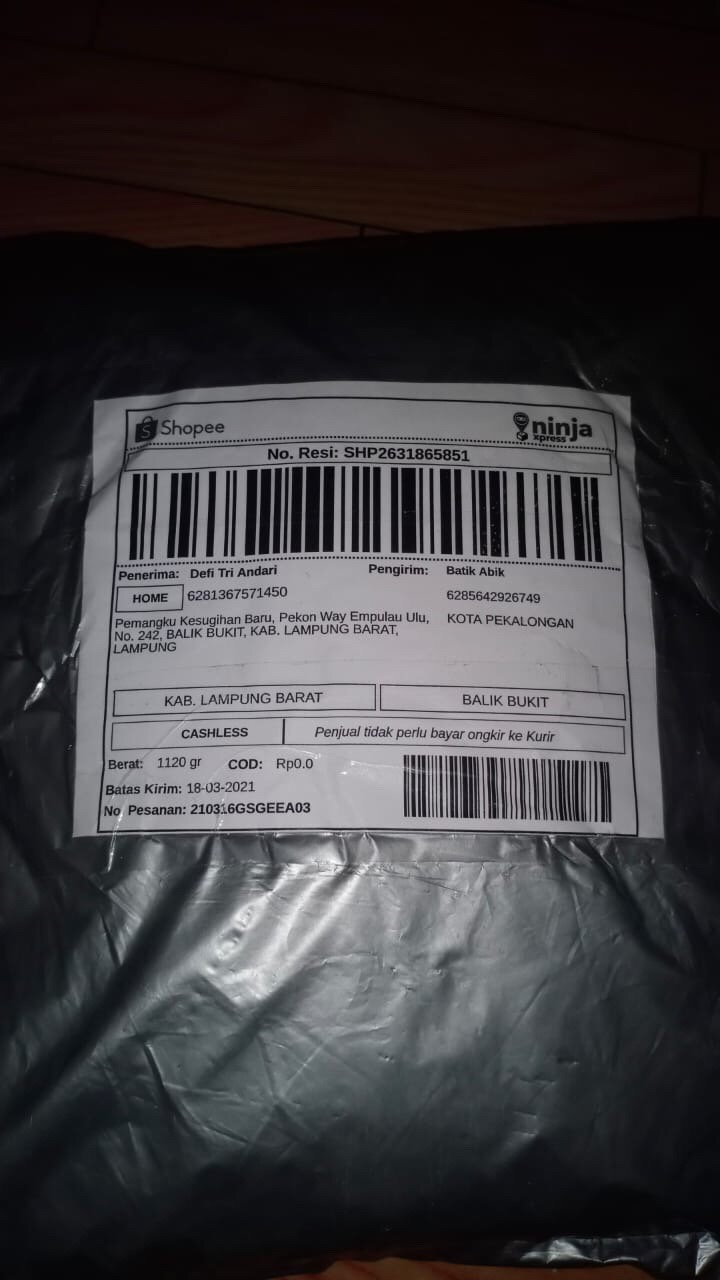 Shopee
ninja
xpress
No. Resi: SHP2631865851
Penerima: Defi Tri Andari Pengirim: Batik Abik
HOME 6281367571450 6285642926749
Pemangku Kesugihan Baru, Pekon Way Empulau Ulu, KOTA PEKALONGAN
No. 242, BALIK BUKIT, KAB. LAMPUNG BARAT,
LAMPUNG
KAB. LAMPUNG BARAT BALIK BUKIT
CASHLESS Penjual tidak perlu bayar ongkir ke Kurir
Berat: 1120 gr COD: Rp0.0
Batas Kirim: 18-03-2021
No. Pesanan: 210316GSGEEA03